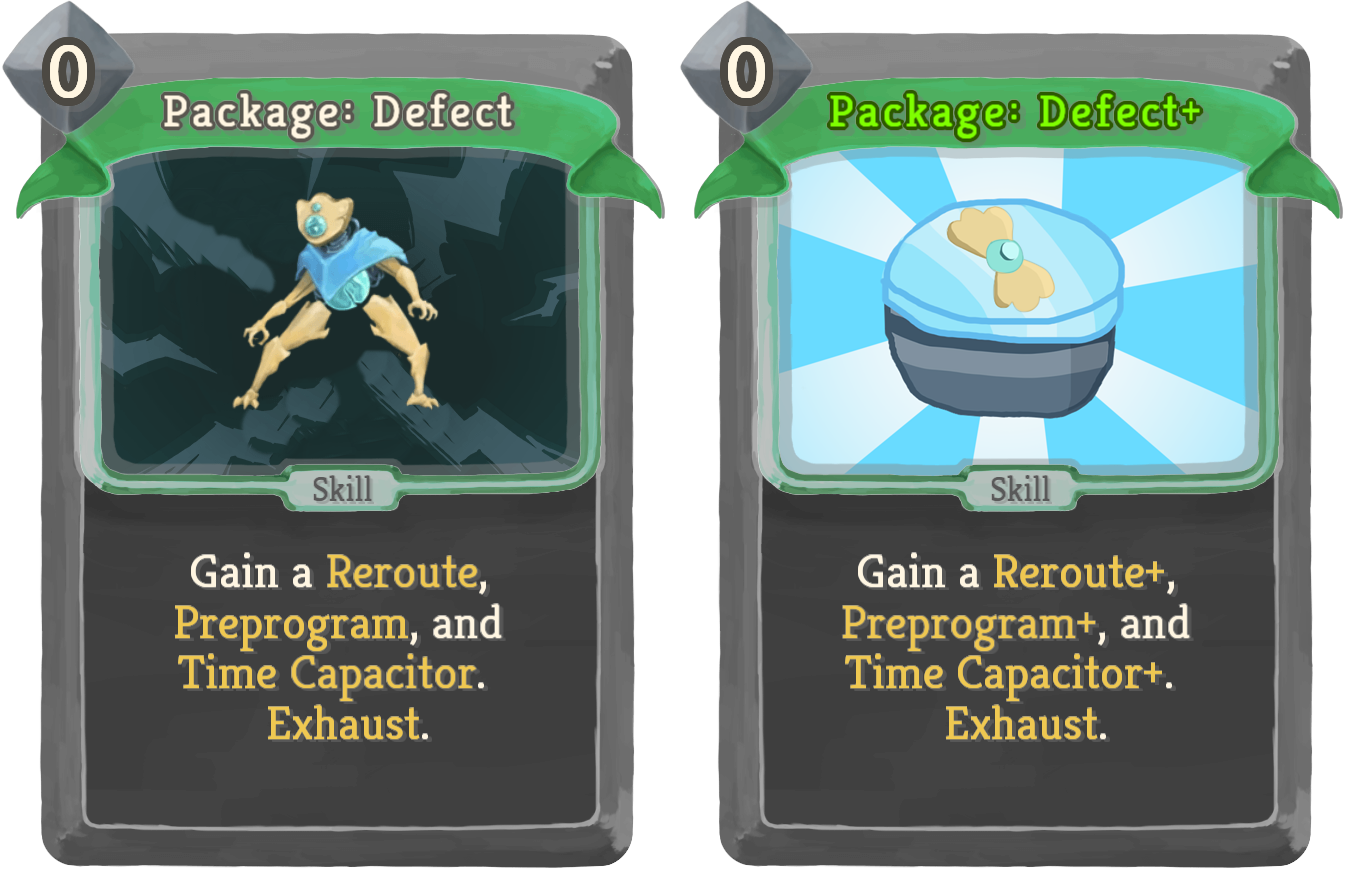 0
Package: Defect
Skill
Gain a Reroute,
Preprogram, and
Time Capacitor.
Exhaust.
0
Package: Defect+
Skill
Gain a Reroute+,
Preprogram+, and
Time Capacitor+.
Exhaust.